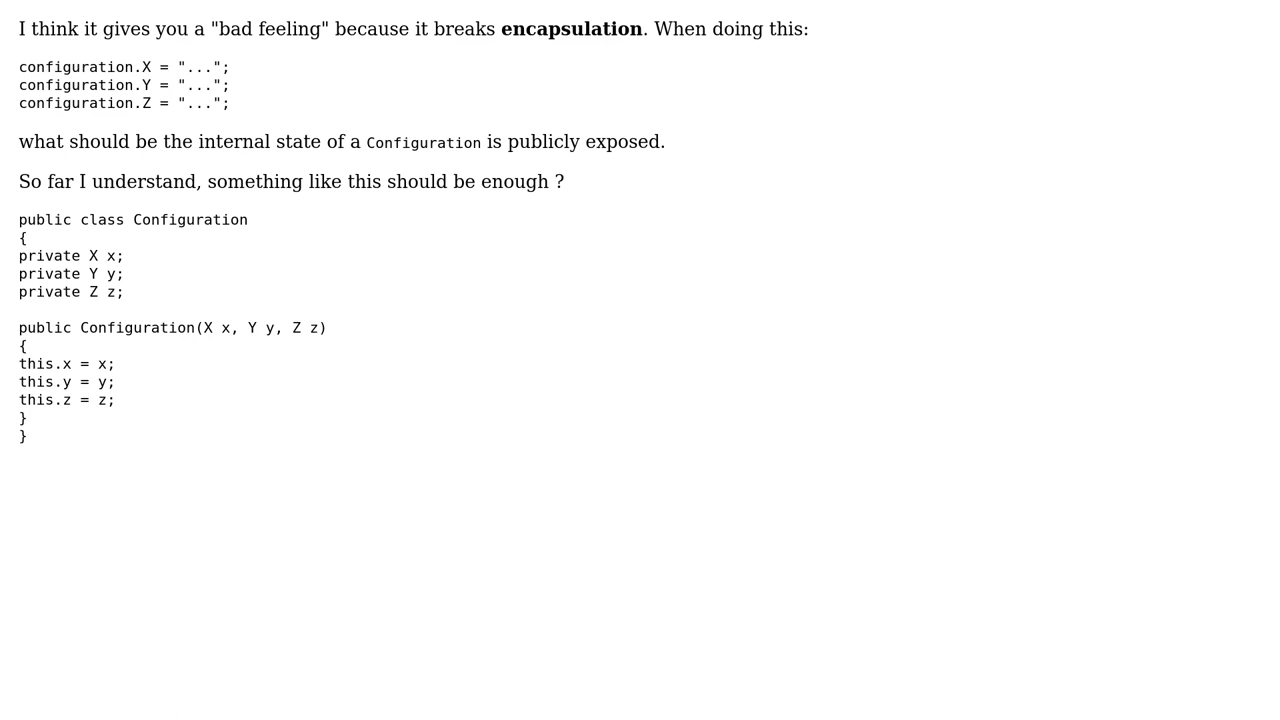 I think it gives you a "bad feeling" because it breaks encapsulation. When doing this:
configuration.X = "...";
configuration.Y = "...";
configuration.Z = "...";
what should be the internal state of a Configuration is publicly exposed.
So far I understand, something like this should be enough ?
public class Configuration
{
private X x;
private Y y;
private Z z;
public Configuration(X x, Y y, Z z)
{
this.x = x;
this.y = y;
this.z = z;
}
}